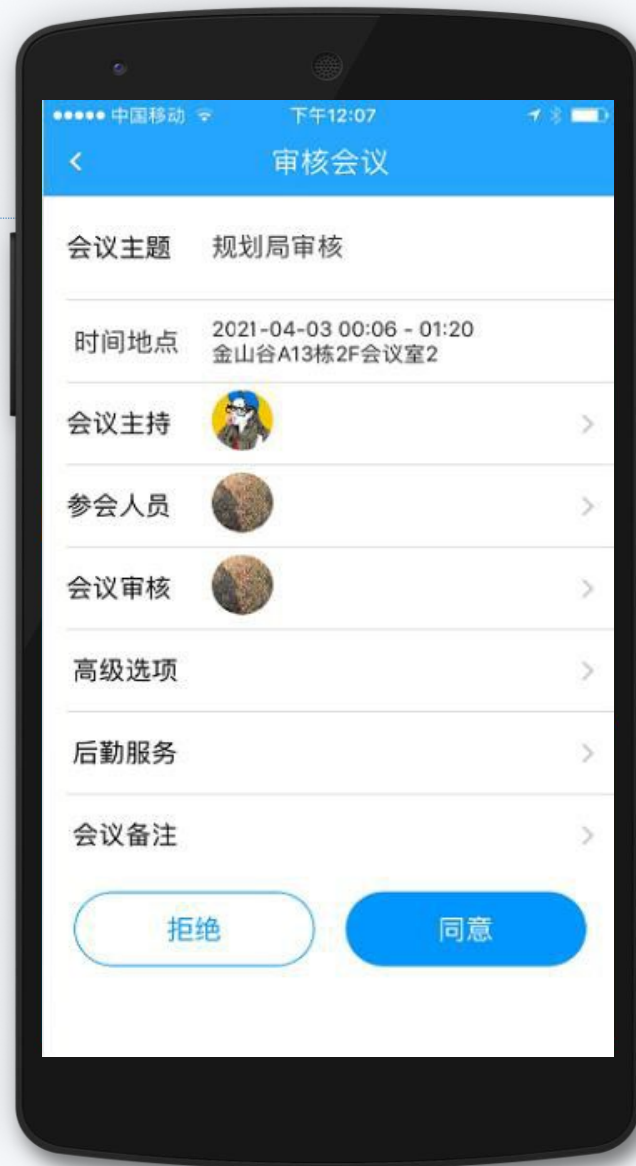 中国移动 下午12:07
审核会议
会议主题 规划局审核
时间地点 2021-04-03 00:06 - 01:20
金山谷A13栋2F会议室2
会议主持
参会人员
会议审核
高级选项
后勤服务
会议备注
拒绝 同意